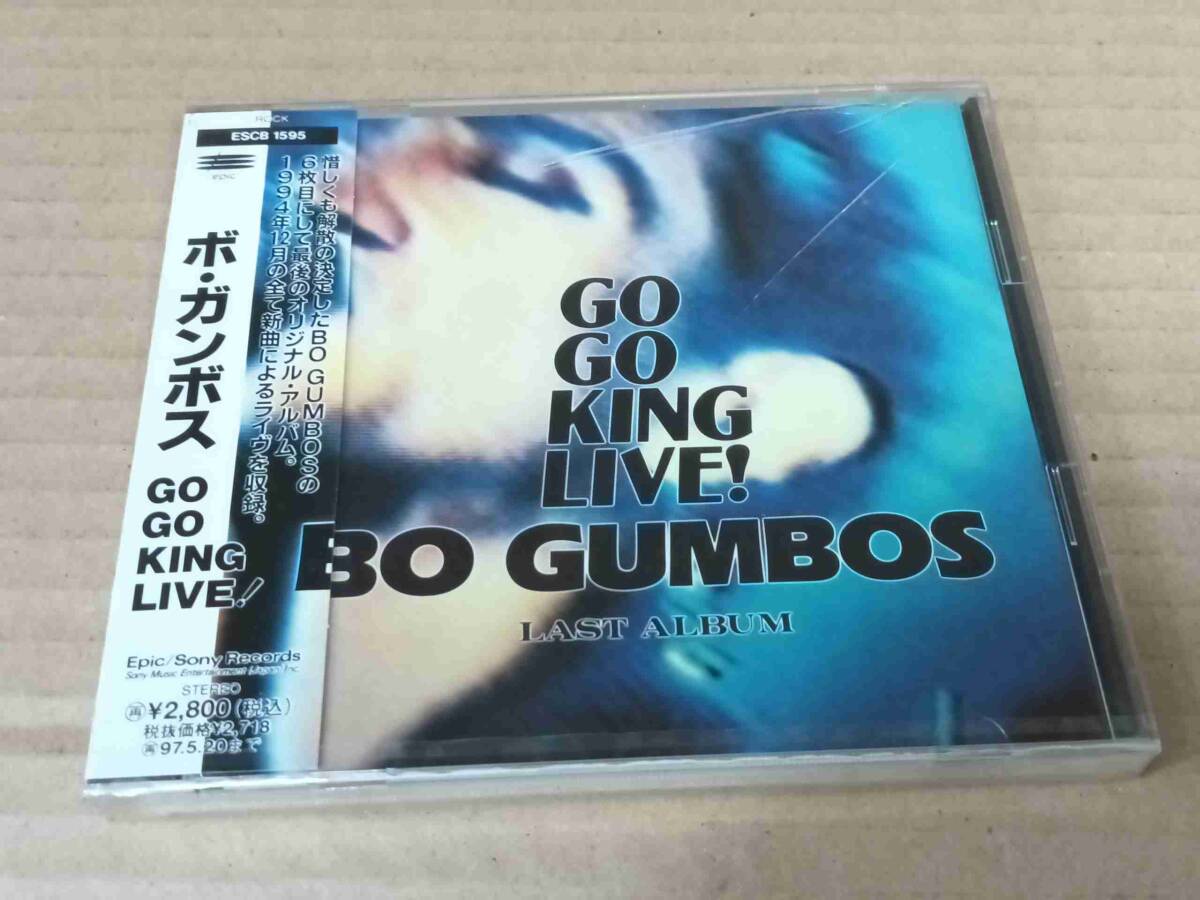 ROCK
ESCB 1595
epic
惜しくも解散の決定したBO GUMBOSの
6枚目にして最後のオリジナル・アルバム。
1994年12月の全て新曲によるライヴを収録。
ボ・ガンボス
GO
GO
KING
LIVE!
Epic/Sony Records
Sony Music Entertainment (Japan) Inc.
STEREO
再¥2,800(税込)
税抜価格¥2,718
再97.5.20まで
GO
GO
KING
LIVE!
BO GUMBOS
LAST ALBUM